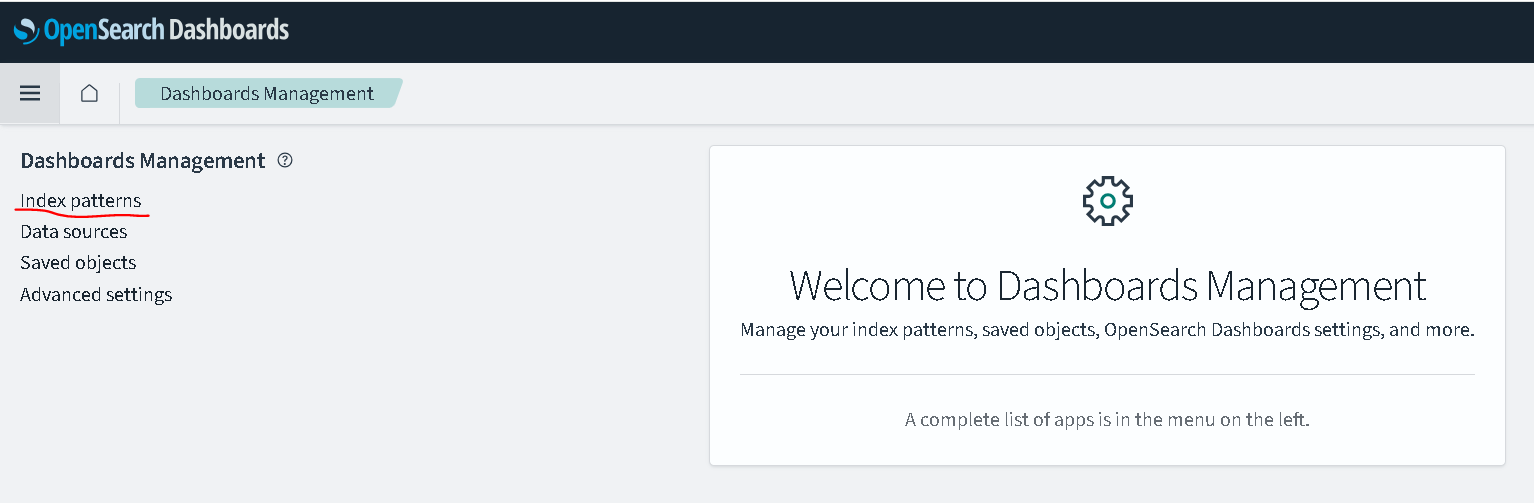 OpenSearch Dashboards
Dashboards Management
Dashboards Management
Index patterns
Data sources
Saved objects
Advanced settings
Welcome to Dashboards Management
Manage your index patterns, saved objects, OpenSearch Dashboards settings, and more.
A complete list of apps is in the menu on the left.